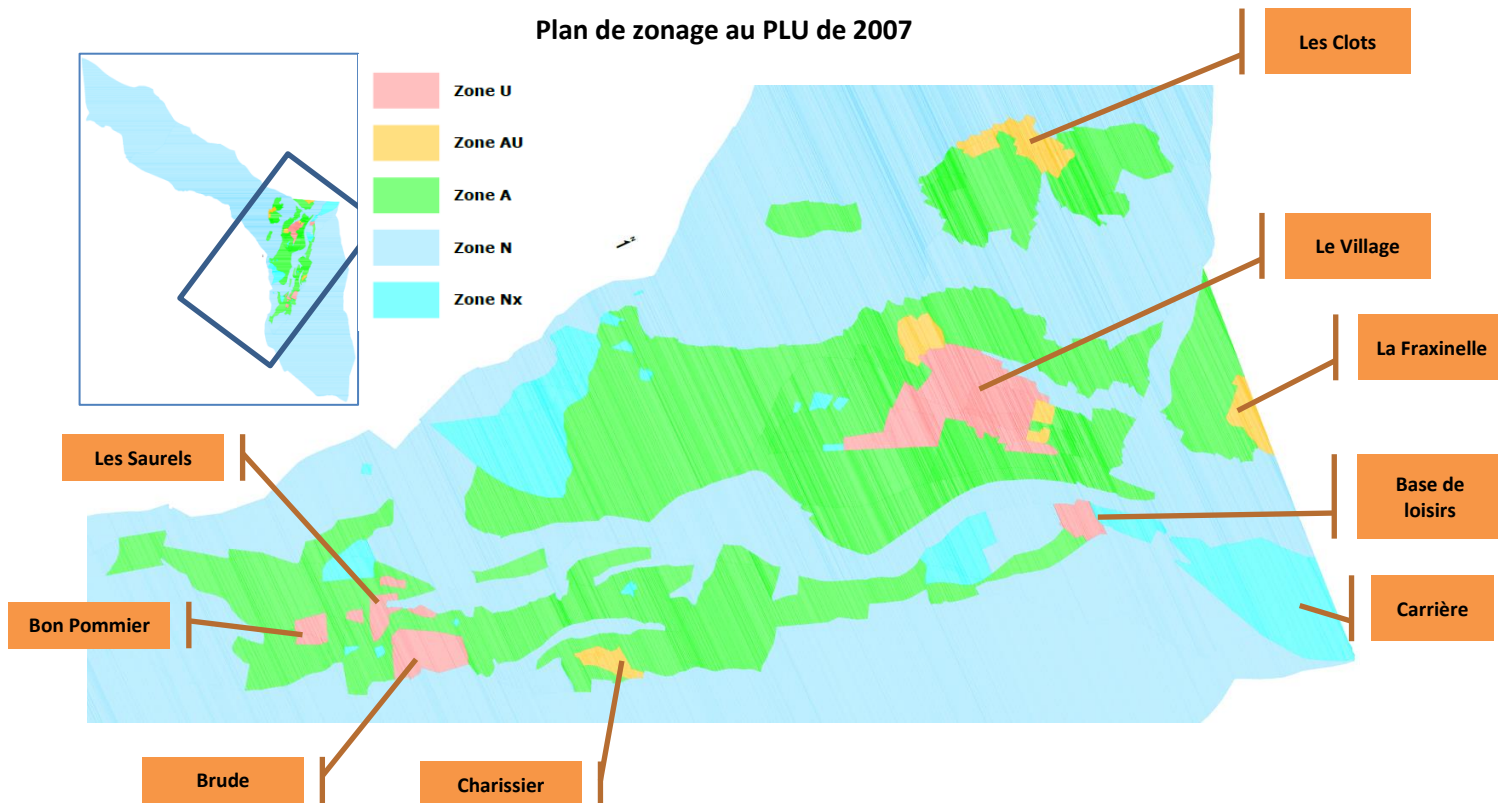 Plan de zonage au PLU de 2007
Les Clots
Zone U
Zone AU
Zone A
Zone N
Zone Nx
Le Village
La Fraxinelle
Les Saurels
Base de
loisirs
Bon Pommier
Carrière
Brude
Charissier